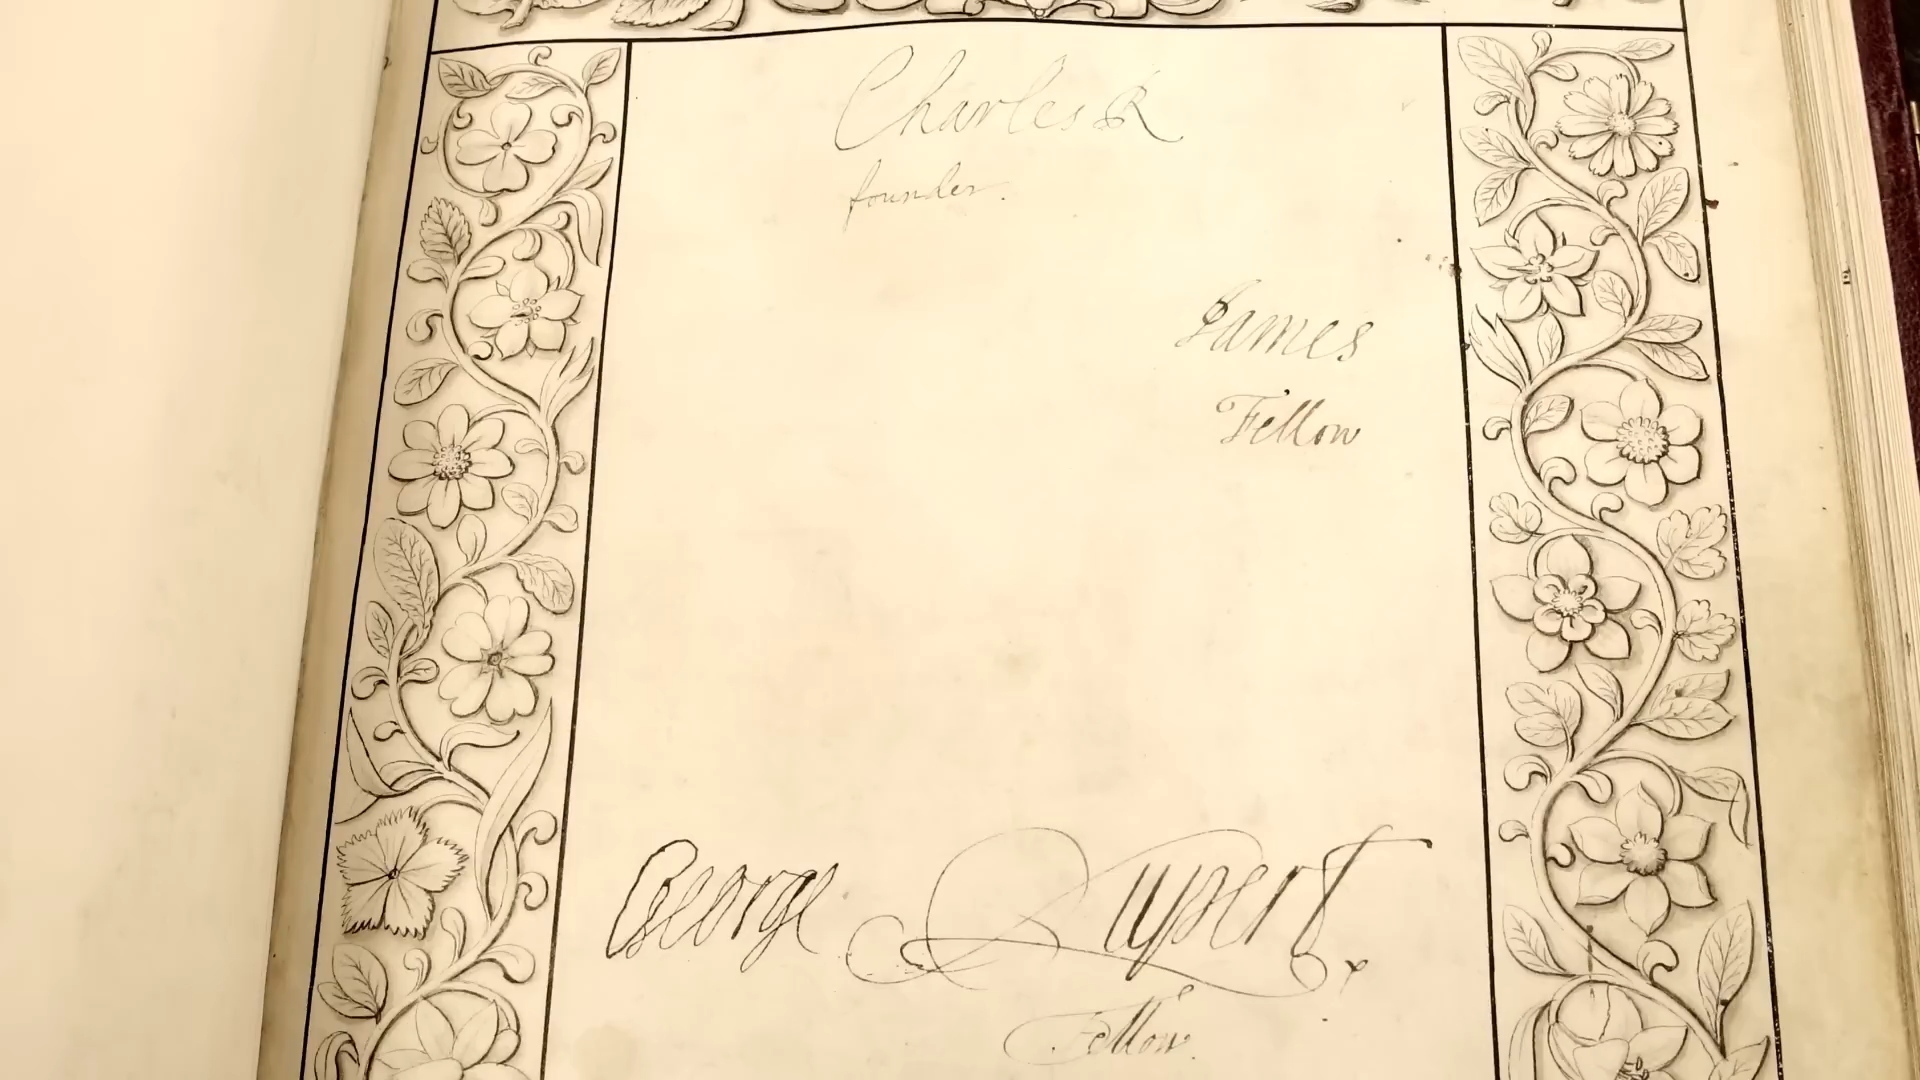 Charles R
founder.
James
Fellow
George Rupert.
Fellow.